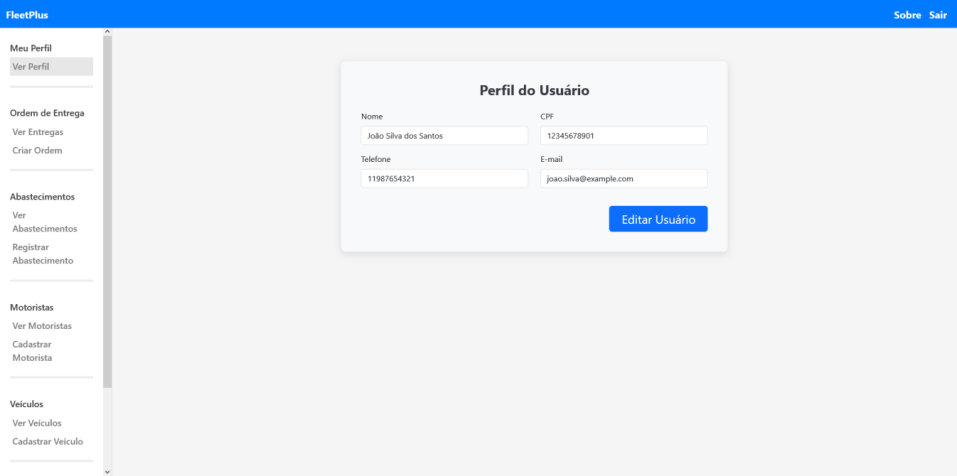 FleetPlus
Sobre Sair
Meu Perfil
Ver Perfil
Ordem de Entrega
Ver Entregas
Criar Ordem
Abastecimentos
Ver
Abastecimentos
Registrar
Abastecimento
Motoristas
Ver Motoristas
Cadastrar
Motorista
Veículos
Ver Veículos
Cadastrar Veículo
Perfil do Usuário
Nome
CPF
João Silva dos Santos
12345678901
Telefone
E-mail
11987654321
joao.silva@example.com
Editar Usuário